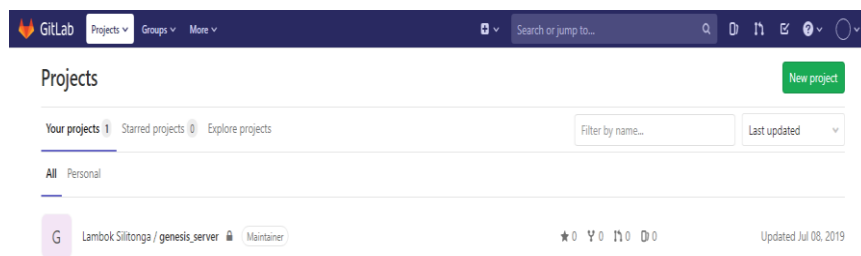 GitLab Projects Groups More Search or jump to...
Projects New project
Your projects 1 Starred projects 0 Explore projects Filter by name... Last updated
All Personal
G Lambok Silitonga / genesis_server Maintainer 0 0 0 0 Updated Jul 08, 2019